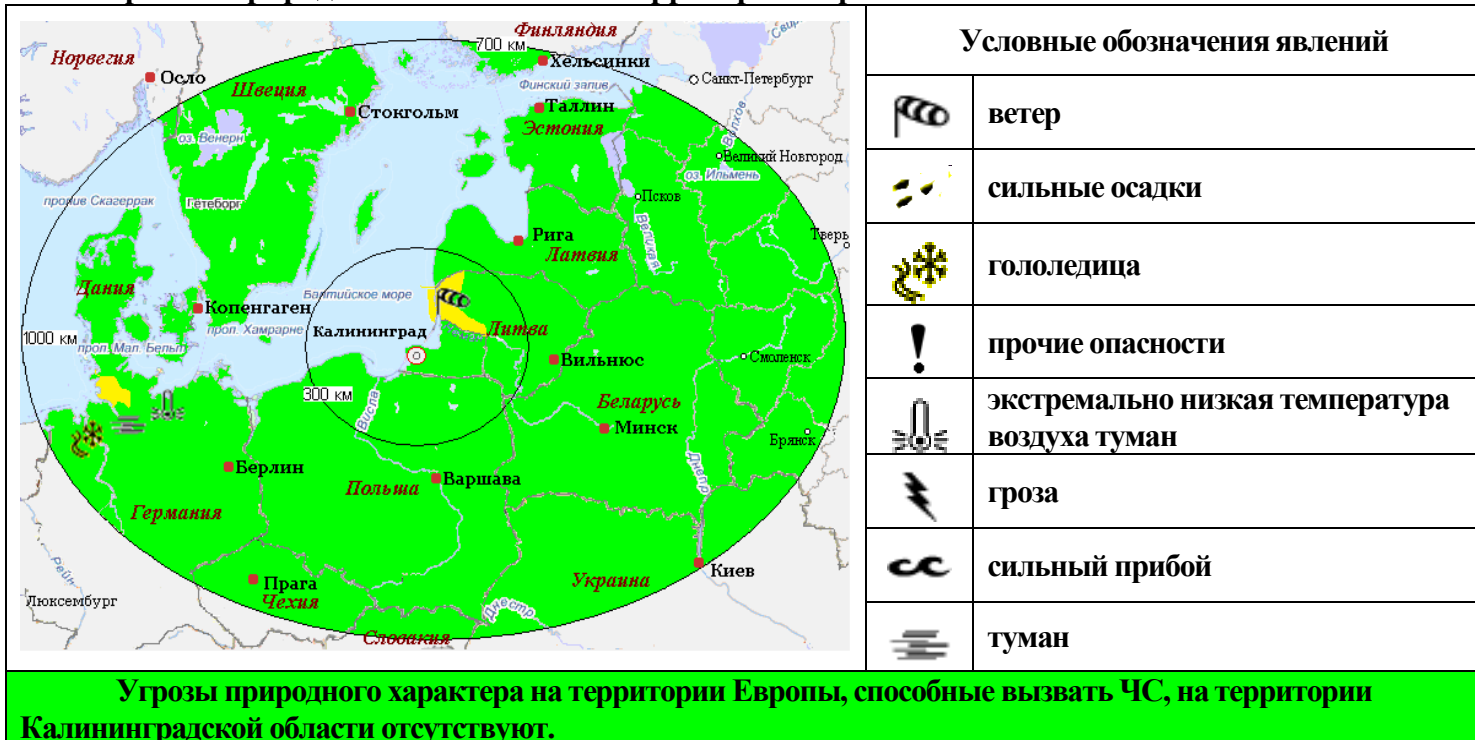 Финляндия
Норвегия
700 км
Хельсинки
Осло
Швеция
Санкт-Петербург
Финский залив
Стокгольм
Таллин
Эстония
Волхов
оз. Венерн
Великий Новгород
оз. Ильмень
пролив Скагеррак
Гётеборг
Псков
Великая
Рига
Тверь
Латвия
Дания
Балтийское море
Копенгаген
прол. Хамрарне
Калининград
Литва
1000 км
прол. Мал. Бельт
Вильнюс
Смоленск
300 км
Висла
Беларусь
Минск
Брянск
Берлин
Варшава
Польша
Днепр
Германия
Рейн
Прага
Чехия
Украина
Киев
Люксембург
Днестр
Словакия
Условные обозначения явлений
ветер
сильные осадки
гололедица
прочие опасности
экстремально низкая температура
воздуха туман
гроза
сильный прибой
туман
Угрозы природного характера на территории Европы, способные вызвать ЧС, на территории
Калининградской области отсутствуют.